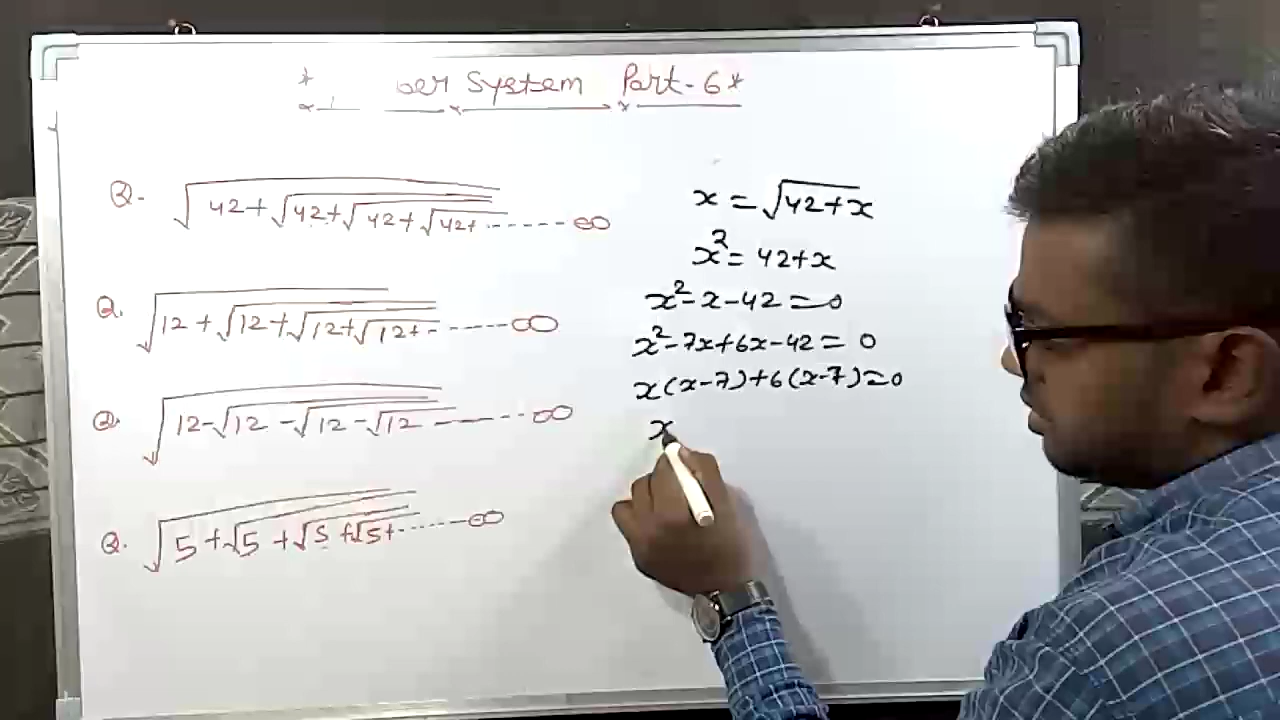 * ber System Part-6*
Q. √42+√42+√42+√42+ ...... ∞
Q. √12+√12+√12+√12+ ...... ∞
Q. √12-√12-√12-√12 ...... ∞
Q. √5+√5+√5+√5+ ...... ∞
x = √42+x
x² = 42+x
x²-x-42=0
x²-7x+6x-42=0
x(x-7)+6(x-7)=0
x